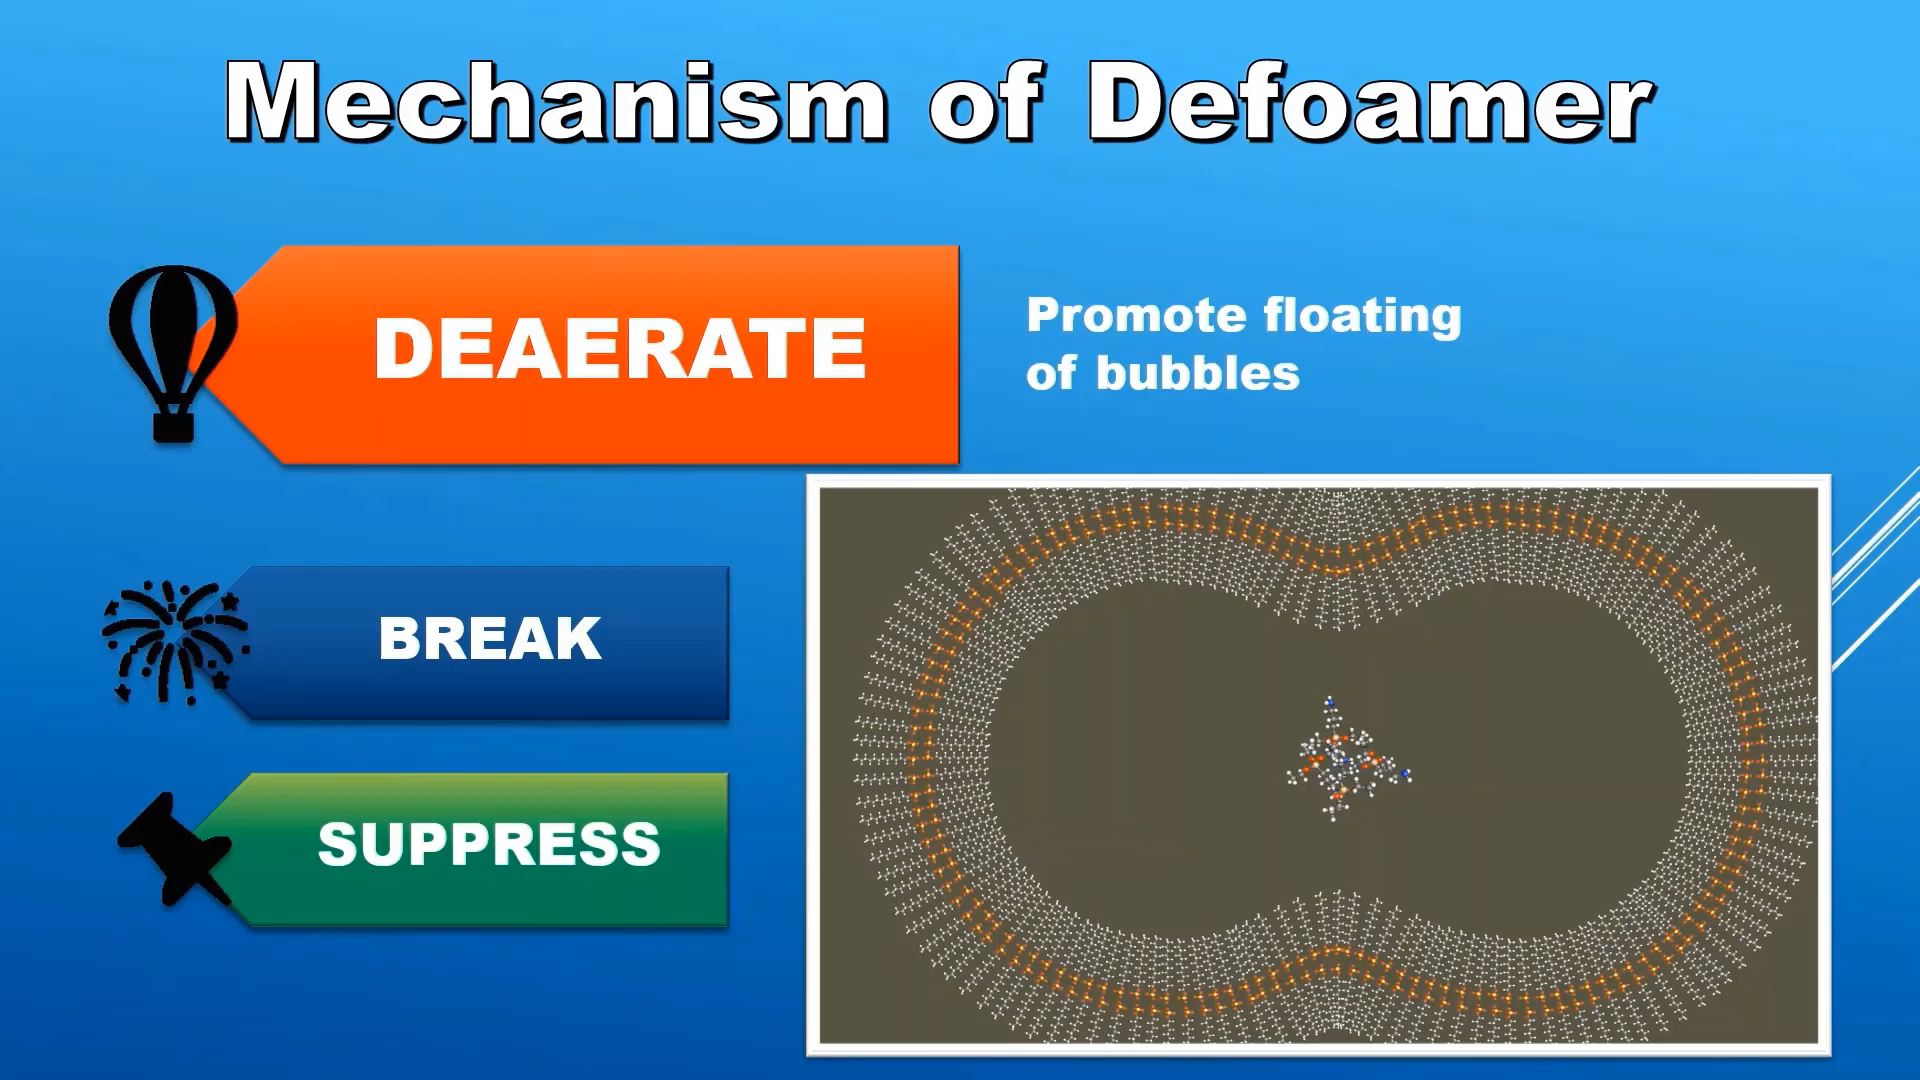 Mechanism of Defoamer
DEAERATE
Promote floating
of bubbles
BREAK
SUPPRESS